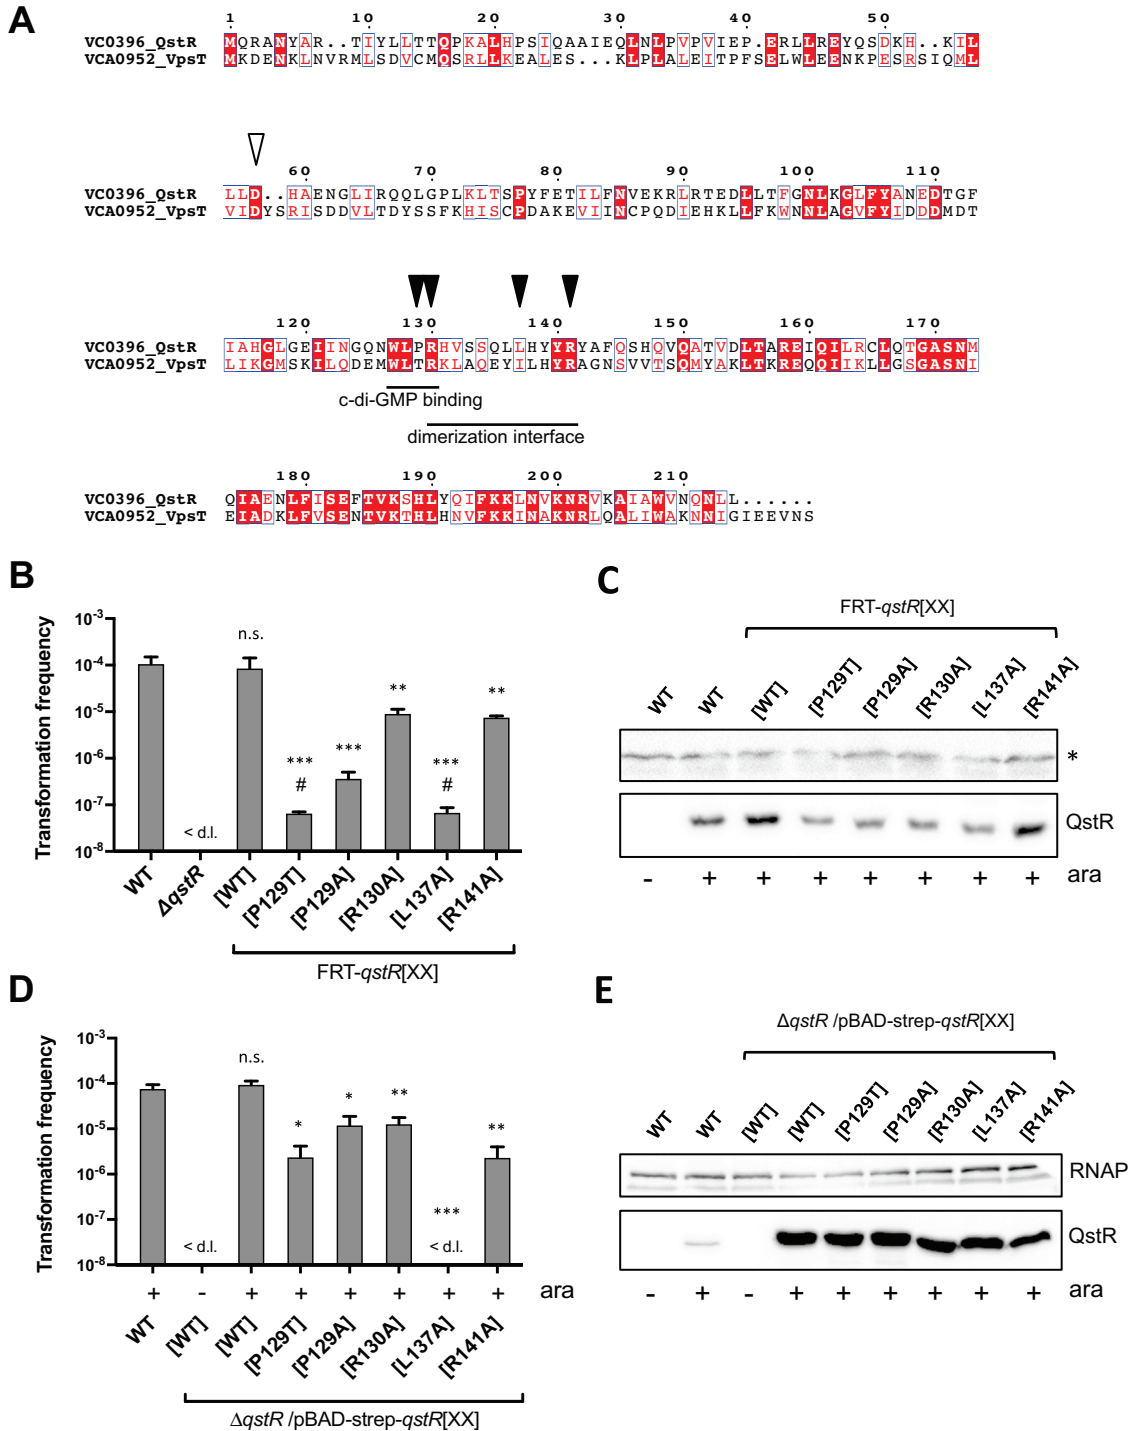 A
1 10 20 30 40 50
VC0396_QstR MQRANYAR..TIYLLTTQPKALHPSIQAAIEQLNLPVPVIEP.ERLLREYQSDKH..KIL
VCA0952_VpsT MKDENKLNVRMLSDVCMQSRLLKEALES...KLPLALEITPFSELWLEENKPESRSIQML
60 70 80 90 100 110
VC0396_QstR LLD..HAENGLIRQQLGPLKLTSPYFETILFNVEKRLRTEDLLTFGNLKGLFYANEDTGF
VCA0952_VpsT VIDYSRISDDVLTDYSSFKHISCPDAKEVIINCPQDIEHKLLFKWNNLAGVFYIDDDMDT
120 130 140 150 160 170
VC0396_QstR IAHGLGEIINGQNWLPRHVSSQLLHYYRYAFQSHQVQATVDLTAREIQILRCLQTGASNM
VCA0952_VpsT LIKGMSKILQDEMWLTRKLAQEYILHYRAGNSVVTSQMYAKLTKREQQIIKLLGSGASNI
c-di-GMP binding
dimerization interface
180 190 200 210
VC0396_QstR QIAENLFISEFTVKSHLYQIFKKLNVKNRVKAIAWVNQNLL......
VCA0952_VpsT EIADKLFVSENTVKTHLHNVFKKINAKNRLQALIWAKNNIGIEEVNS
B
Transformation frequency
10-3
10-4
10-5
10-6
10-7
10-8
< d.l.
n.s.
***
#
***
**
***
#
**
WT ΔqstR [WT] [P129T] [P129A] [R130A] [L137A] [R141A]
FRT-qstR[XX]
C
FRT-qstR[XX]
WT WT [WT] [P129T] [P129A] [R130A] [L137A] [R141A]
*
QstR
- + + + + + + + ara
D
Transformation frequency
10-3
10-4
10-5
10-6
10-7
10-8
< d.l.
n.s.
*
*
**
***
< d.l.
**
+ - + + + + + + ara
WT [WT] [WT] [P129T] [P129A] [R130A] [L137A] [R141A]
ΔqstR /pBAD-strep-qstR[XX]
E
ΔqstR /pBAD-strep-qstR[XX]
WT WT [WT] [WT] [P129T] [P129A] [R130A] [L137A] [R141A]
RNAP
QstR
- + - + + + + + + ara